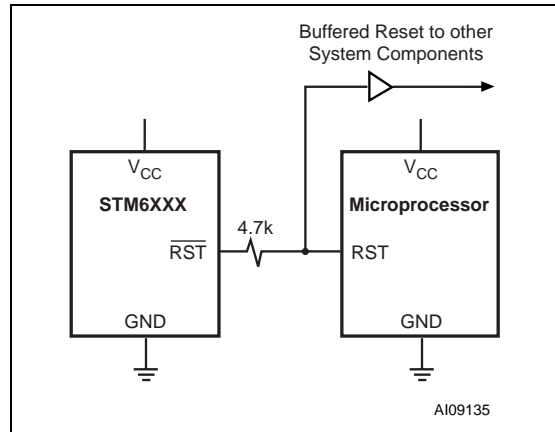 Buffered Reset to other
System Components
VCC
STM6XXX
RST
GND
4.7k
VCC
Microprocessor
RST
GND
AI09135